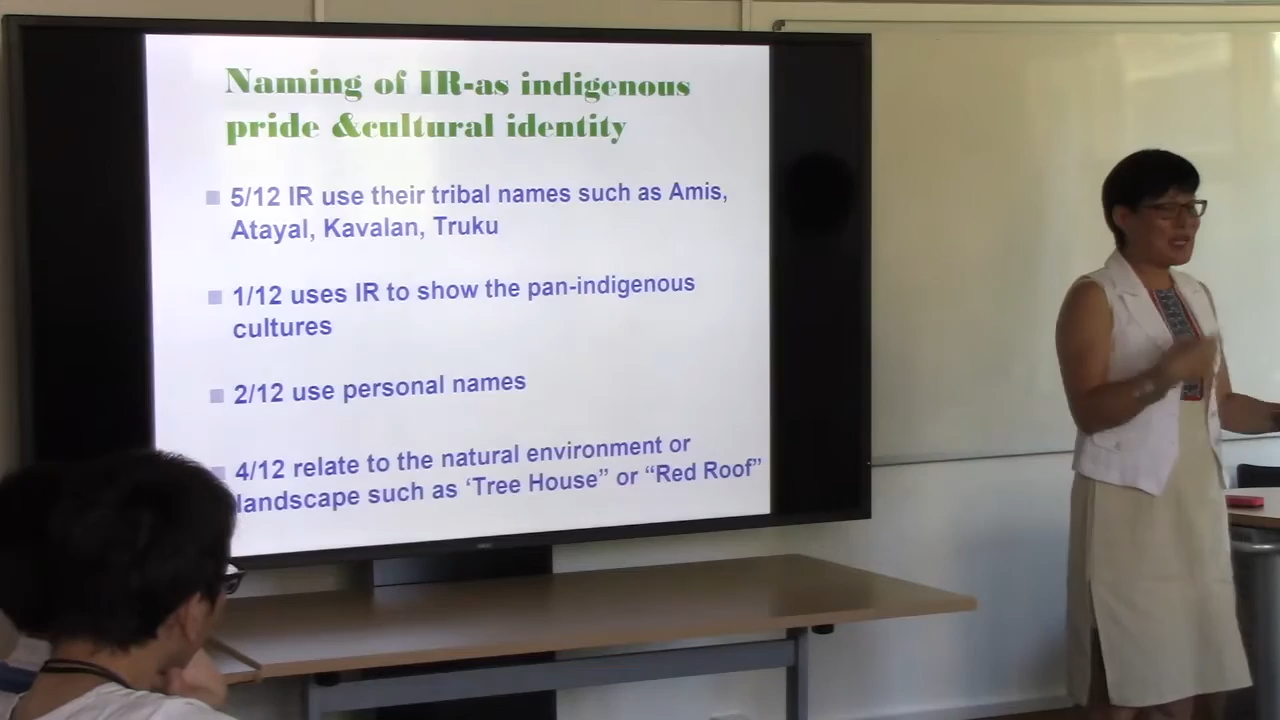 Naming of IR-as indigenous
pride &cultural identity
5/12 IR use their tribal names such as Amis,
Atayal, Kavalan, Truku
1/12 uses IR to show the pan-indigenous
cultures
2/12 use personal names
4/12 relate to the natural environment or
landscape such as ‘Tree House” or “Red Roof”